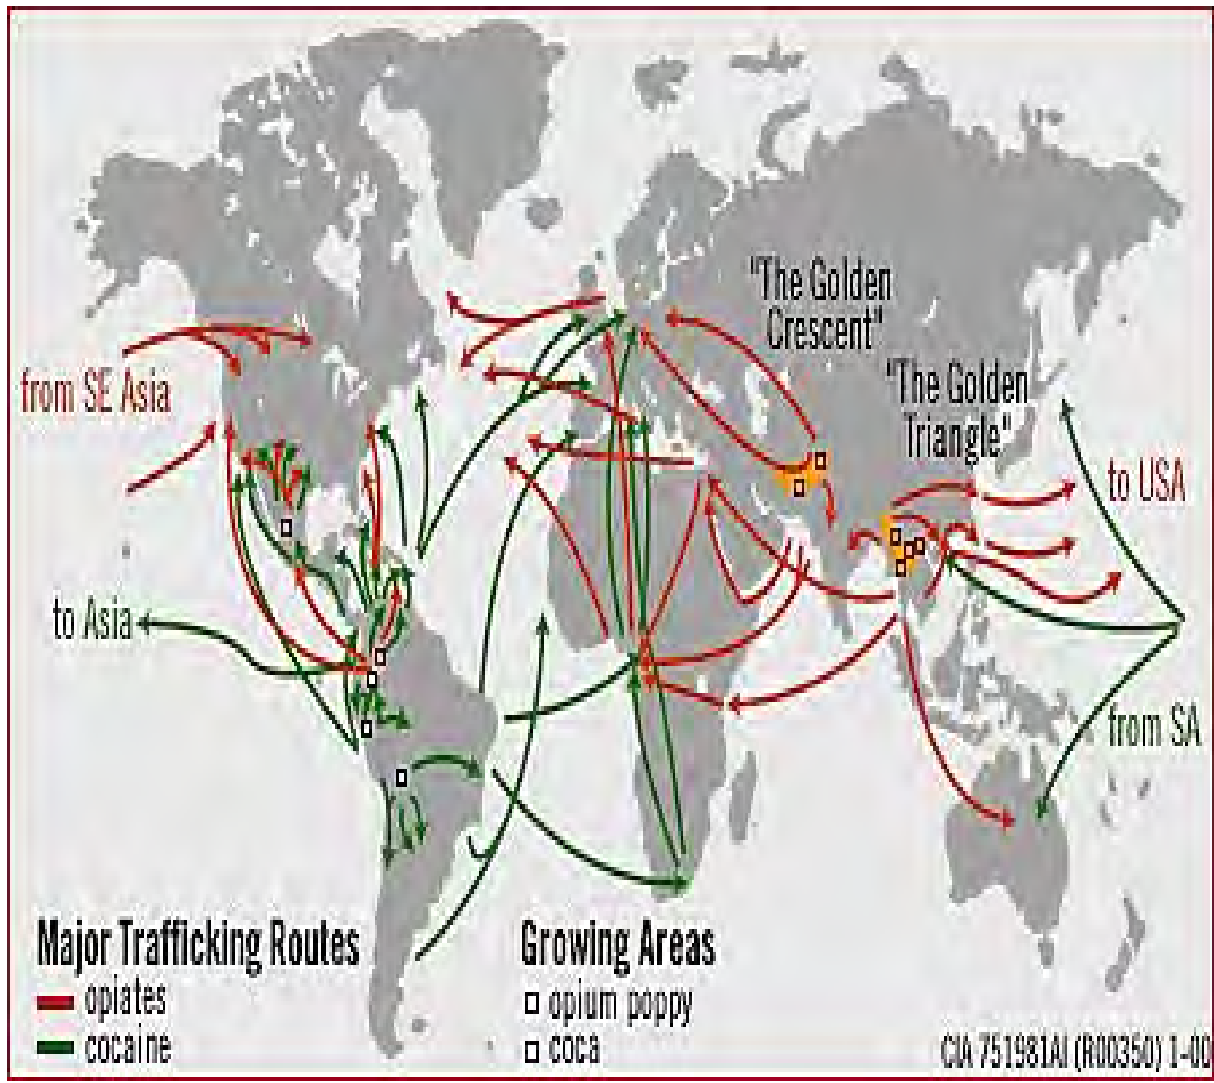 "The Golden
Crescent"
"The Golden
Triangle"
from SE Asia
to USA
to Asia
from SA
Major Trafficking Routes
opiates
cocaine
Growing Areas
opium poppy
coca
CIA 751981AI (R00350) 1-00